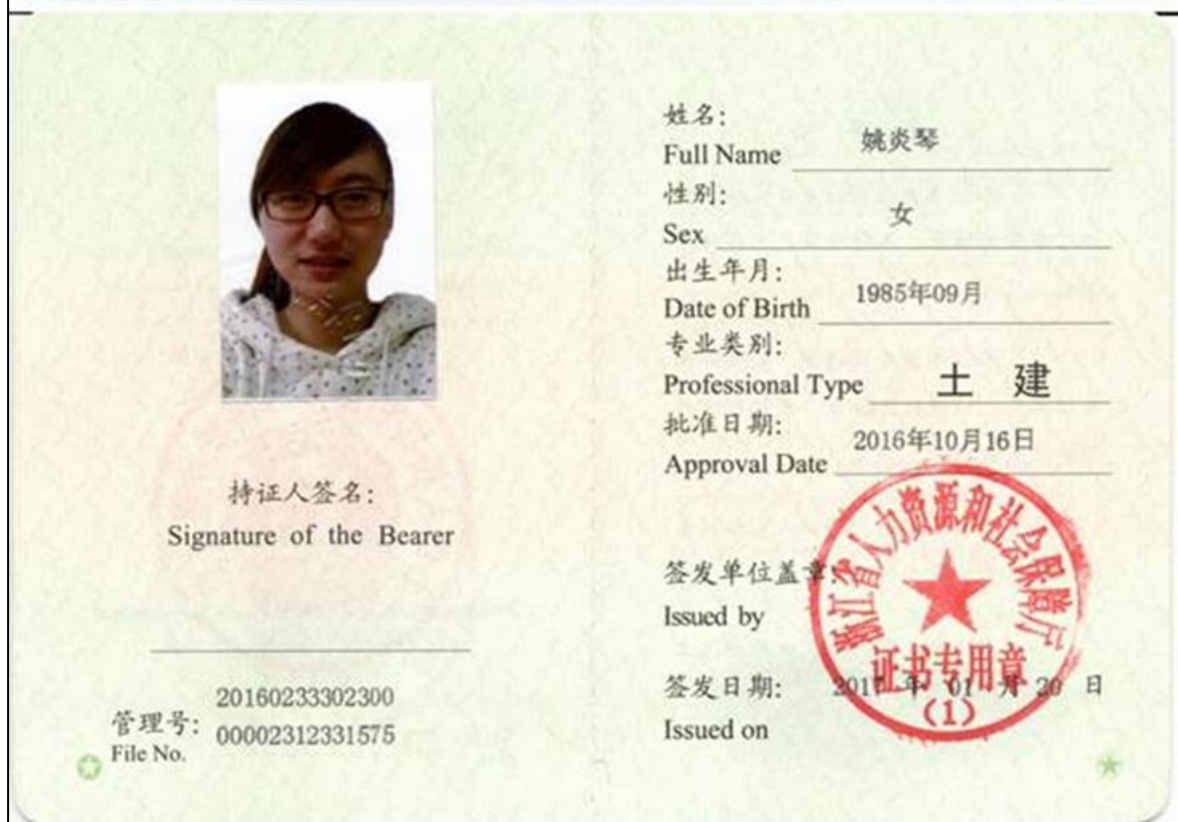 持证人签名:
Signature of the Bearer
管理号:
File No.
20160233302300
00002312331575
姓名:
Full Name
姚炎琴
性别:
Sex
女
出生年月:
Date of Birth
1985年09月
专业类别:
Professional Type
土 建
批准日期:
Approval Date
2016年10月16日
签发单位盖章:
Issued by
浙江省人力资源和社会保障厅
证书专用章
(1)
签发日期:
2017 年 01 月 20 日
Issued on